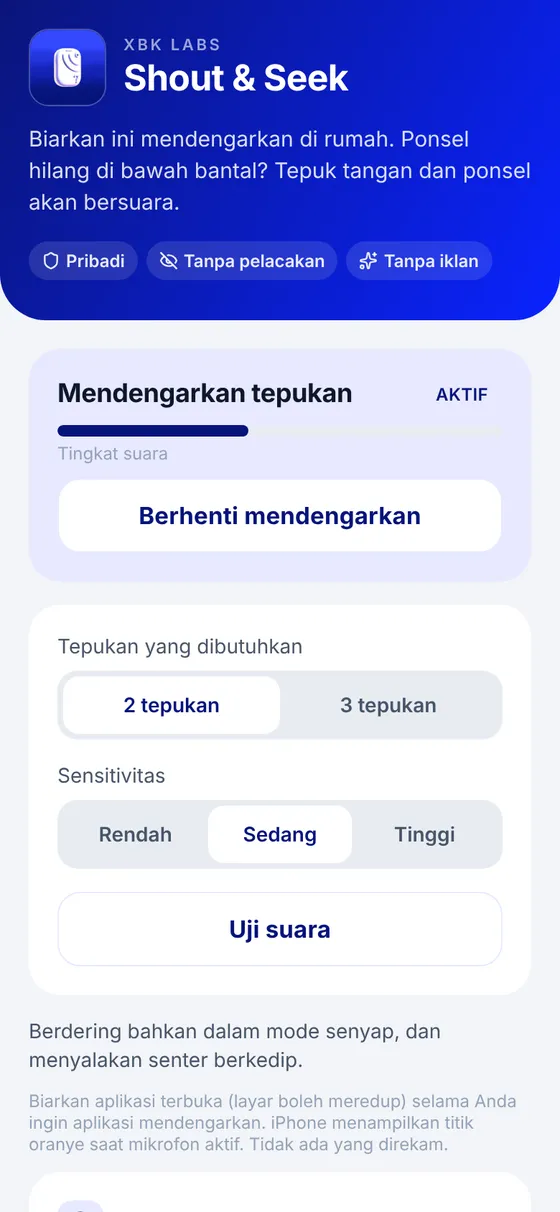 XBK LABS
Shout & Seek
Biarkan ini mendengarkan di rumah. Ponsel
hilang di bawah bantal? Tepuk tangan dan ponsel
akan bersuara.
Pribadi
Tanpa pelacakan
Tanpa iklan
Mendengarkan tepukan
AKTIF
Tingkat suara
Berhenti mendengarkan
Tepukan yang dibutuhkan
2 tepukan
3 tepukan
Sensitivitas
Rendah
Sedang
Tinggi
Uji suara
Berdering bahkan dalam mode senyap, dan
menyalakan senter berkedip.
Biarkan aplikasi terbuka (layar boleh meredup) selama Anda
ingin aplikasi mendengarkan. iPhone menampilkan titik
oranye saat mikrofon aktif. Tidak ada yang direkam.